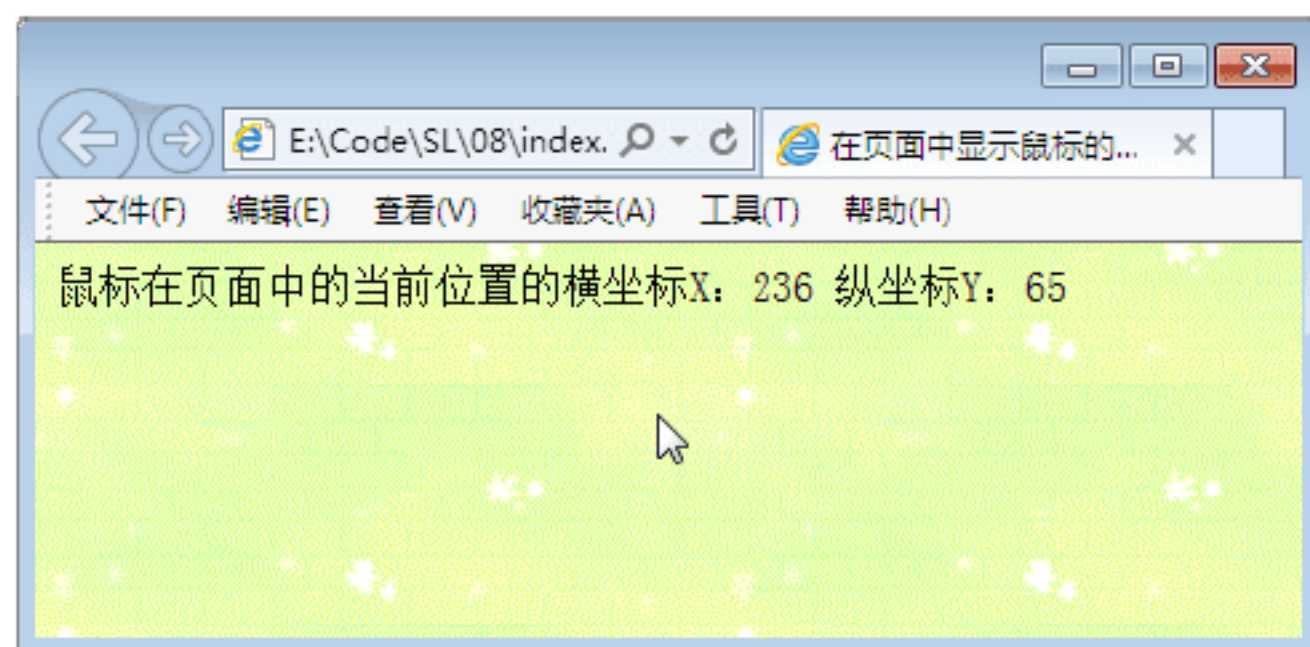 E:\Code\SL\08\index. 在页面中显示鼠标的...
文件(F) 编辑(E) 查看(V) 收藏夹(A) 工具(T) 帮助(H)
鼠标在页面中的当前位置的横坐标X：236 纵坐标Y：65